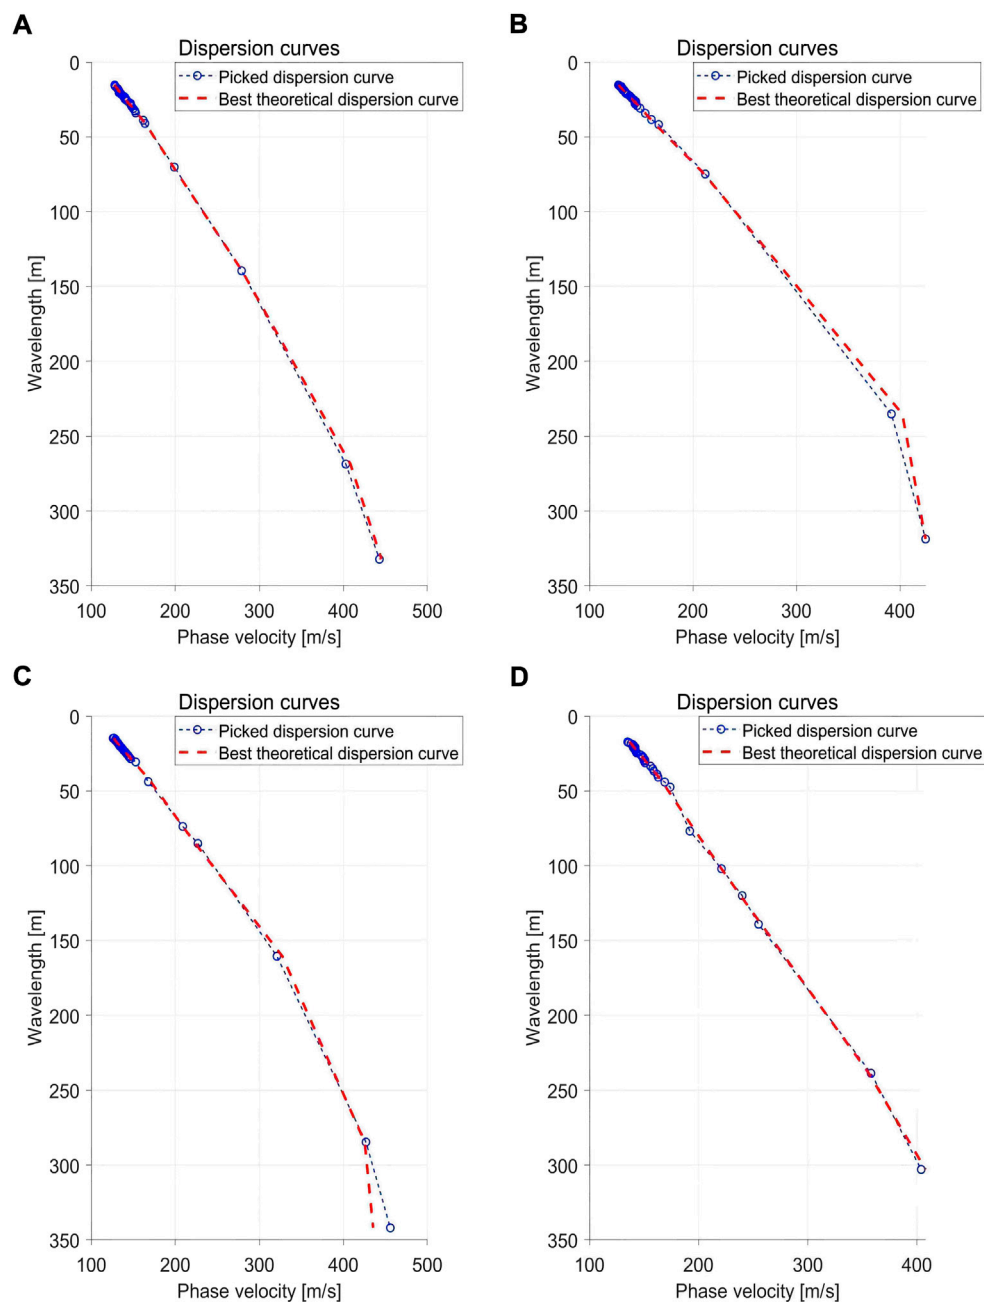 A
Dispersion curves
Picked dispersion curve
Best theoretical dispersion curve
0
50
100
150
200
250
300
350
Wavelength [m]
100 200 300 400 500
Phase velocity [m/s]
B
Dispersion curves
Picked dispersion curve
Best theoretical dispersion curve
0
50
100
150
200
250
300
350
Wavelength [m]
100 200 300 400
Phase velocity [m/s]
C
Dispersion curves
Picked dispersion curve
Best theoretical dispersion curve
0
50
100
150
200
250
300
350
Wavelength [m]
100 200 300 400 500
Phase velocity [m/s]
D
Dispersion curves
Picked dispersion curve
Best theoretical dispersion curve
0
50
100
150
200
250
300
350
Wavelength [m]
100 200 300 400
Phase velocity [m/s]